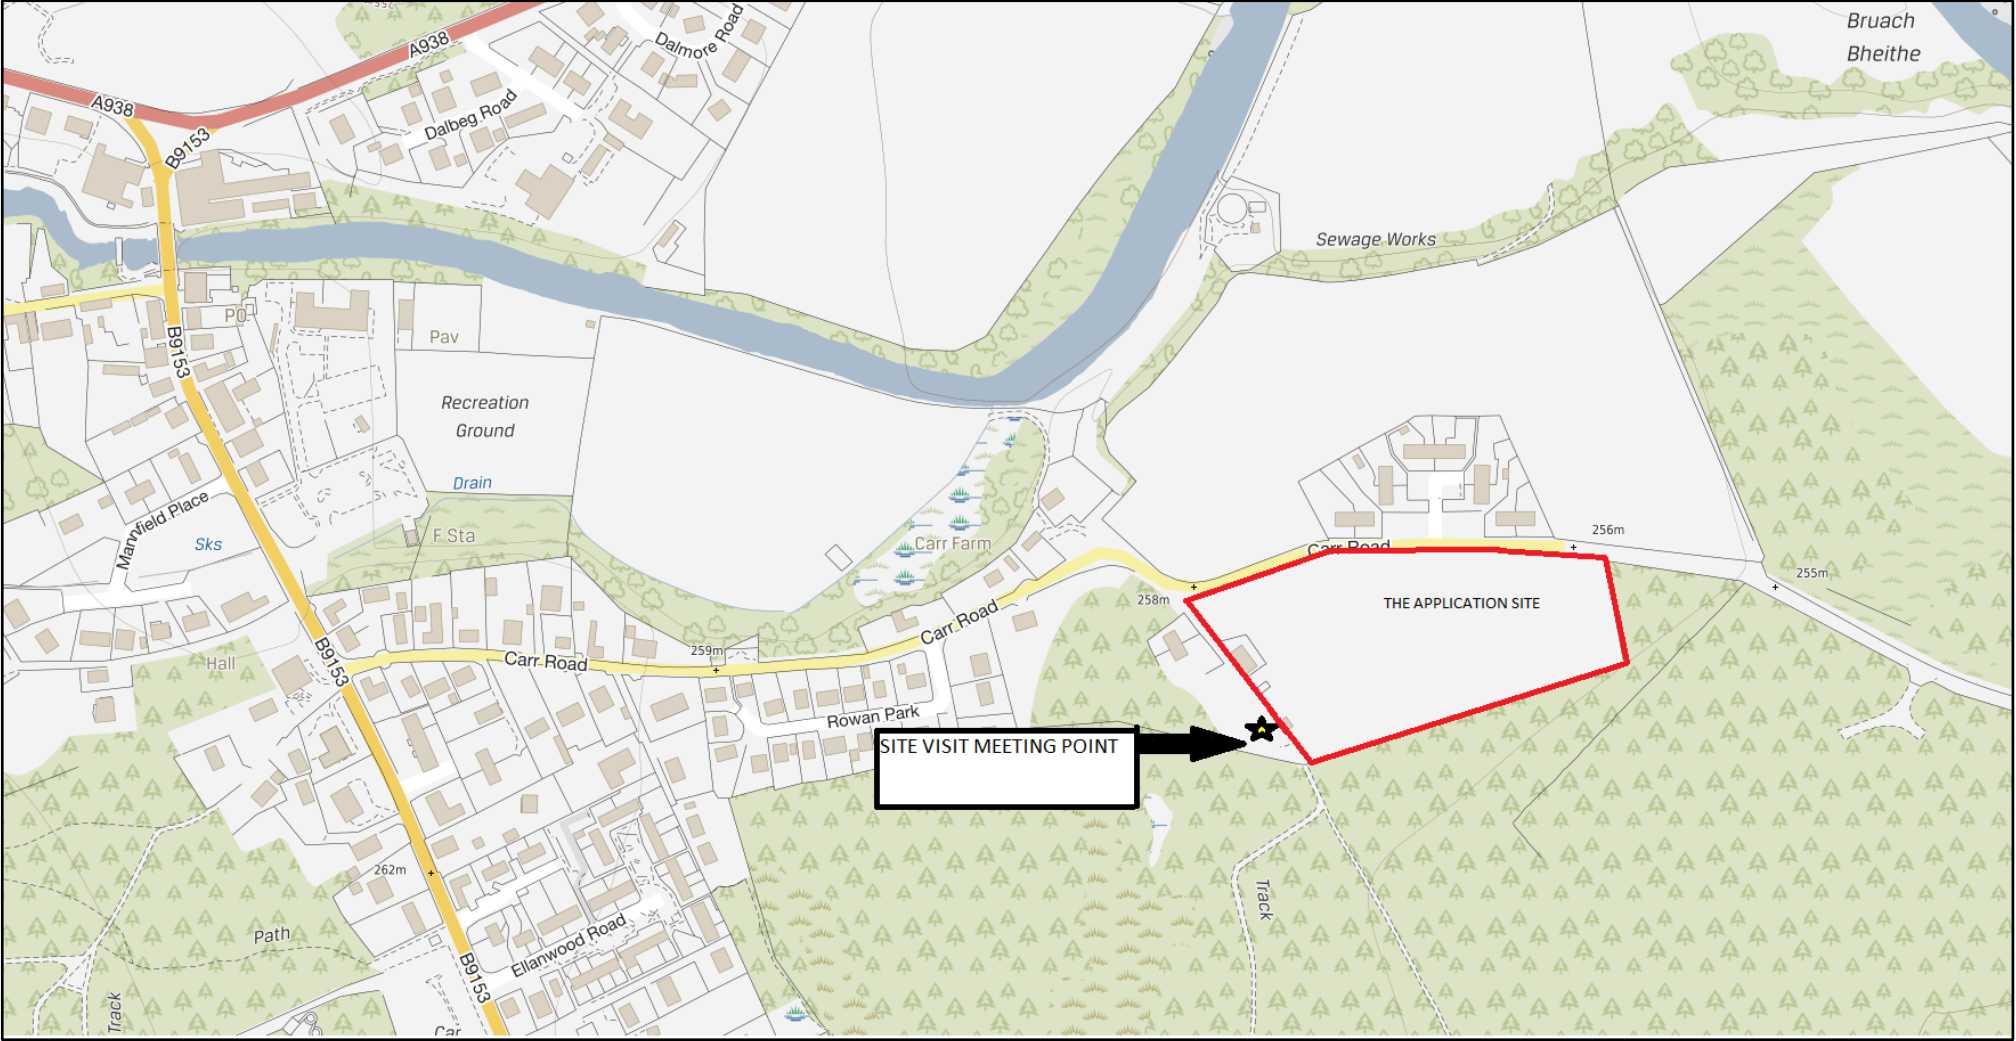 Bruach
Bheithe
A938
Dalmore Road
A938
Dalbeg Road
B9153
Sewage Works
PO
Pav
B9153
Recreation
Ground
Drain
Mannfield Place
Sks
F Sta
Carr Farm
256m
Carr Road
255m
258m
THE APPLICATION SITE
Carr Road
B9153
259m
Carr Road
Hall
Rowan Park
SITE VISIT MEETING POINT
262m
Track
Path
Ellanwood Road
B9153
Track
Car